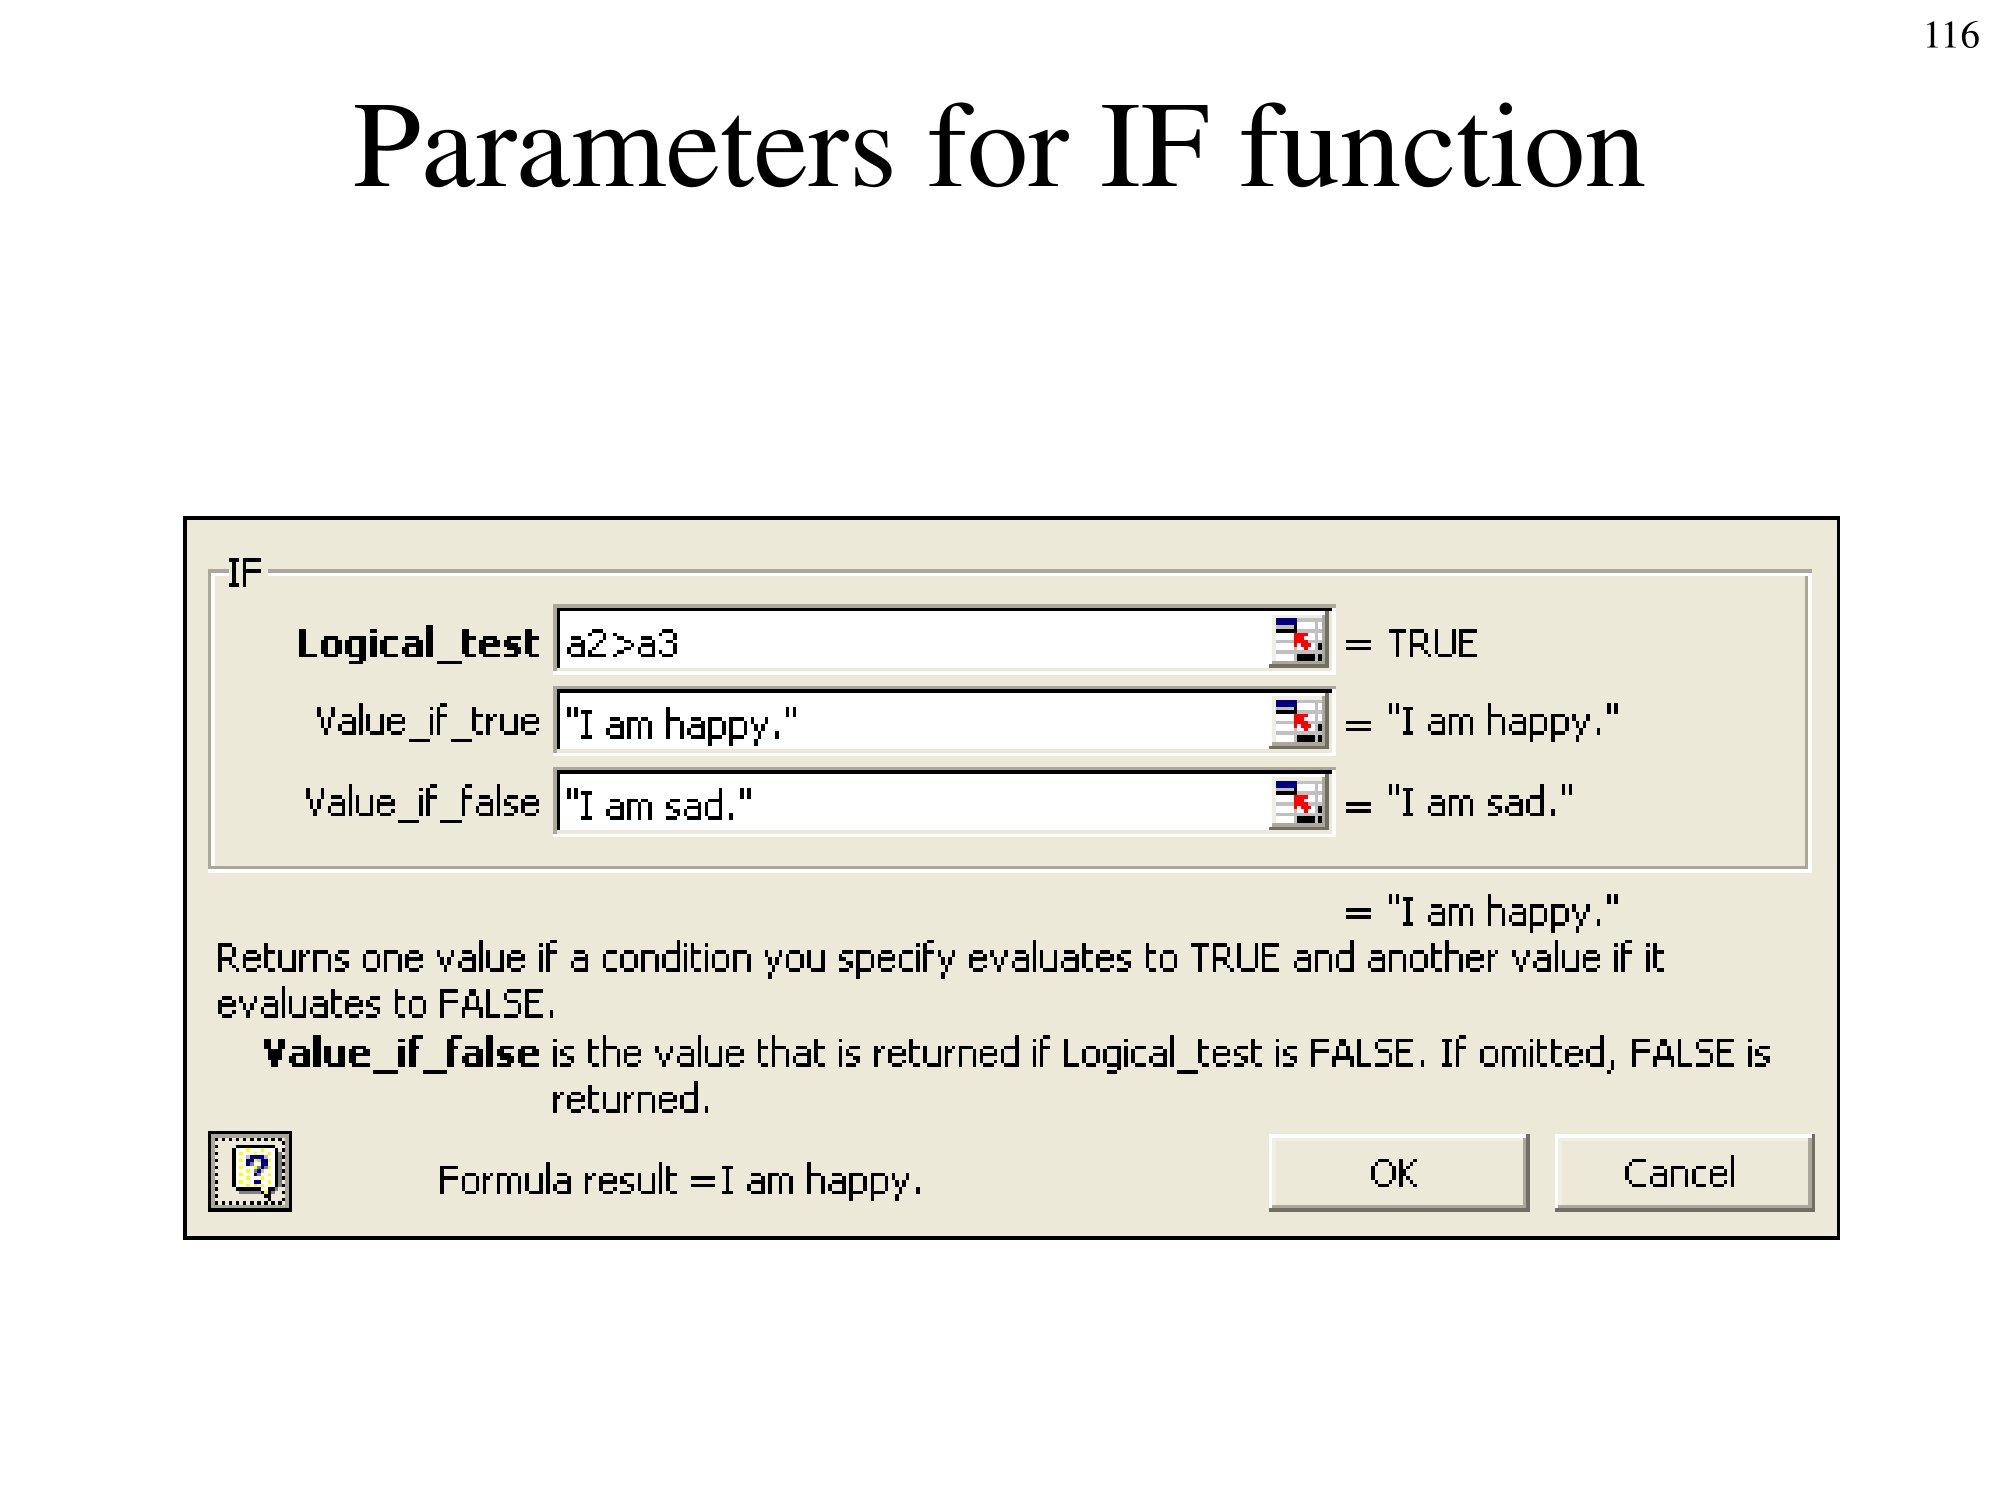 116
Parameters for IF function
IF
Logical_test a2>a3 = TRUE
Value_if_true "I am happy." = "I am happy."
Value_if_false "I am sad." = "I am sad."
= "I am happy."
Returns one value if a condition you specify evaluates to TRUE and another value if it
evaluates to FALSE.
Value_if_false is the value that is returned if Logical_test is FALSE. If omitted, FALSE is
returned.
? Formula result =I am happy. OK Cancel